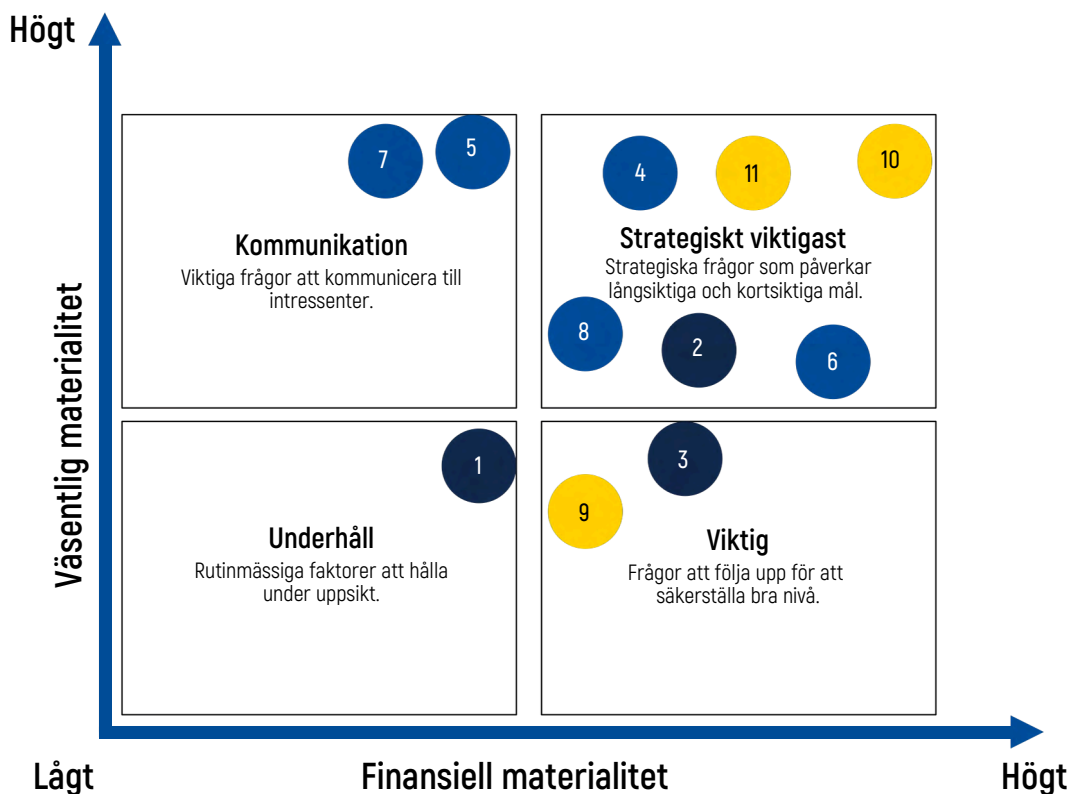 Högt
7
5
4
11
10
Kommunikation
Viktiga frågor att kommunicera till
intressenter.
Strategiskt viktigast
Strategiska frågor som påverkar
långsiktiga och kortsiktiga mål.
8
2
6
Väsentlig materialitet
1
3
9
Underhåll
Rutinmässiga faktorer att hålla
under uppsikt.
Viktig
Frågor att följa upp för att
säkerställa bra nivå.
Lågt
Finansiell materialitet
Högt